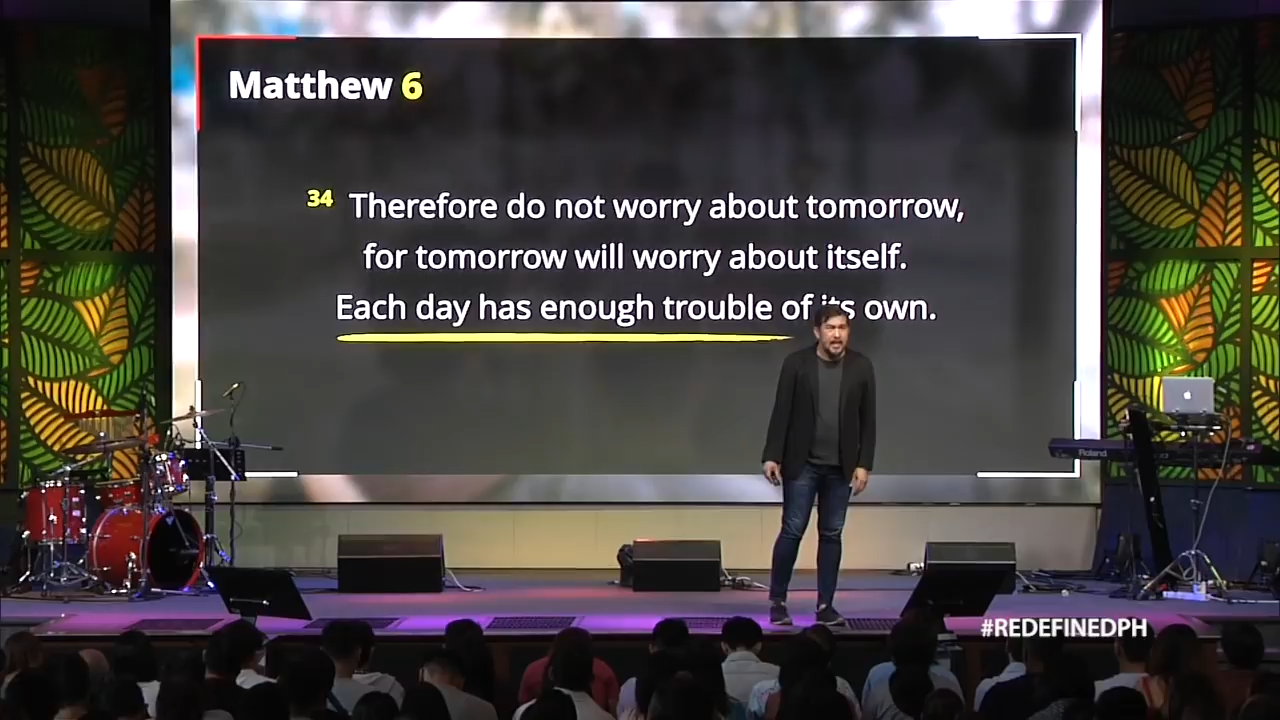 Matthew 6
34 Therefore do not worry about tomorrow,
for tomorrow will worry about itself.
Each day has enough trouble of its own.
Roland
#REDEFINEDPH